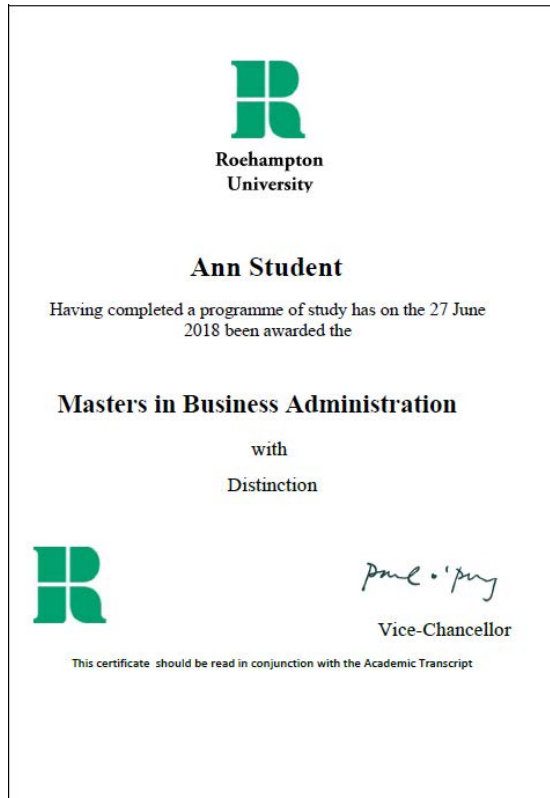 Roehampton
University
Ann Student
Having completed a programme of study has on the 27 June
2018 been awarded the
Masters in Business Administration
with
Distinction
Vice-Chancellor
This certificate should be read in conjunction with the Academic Transcript